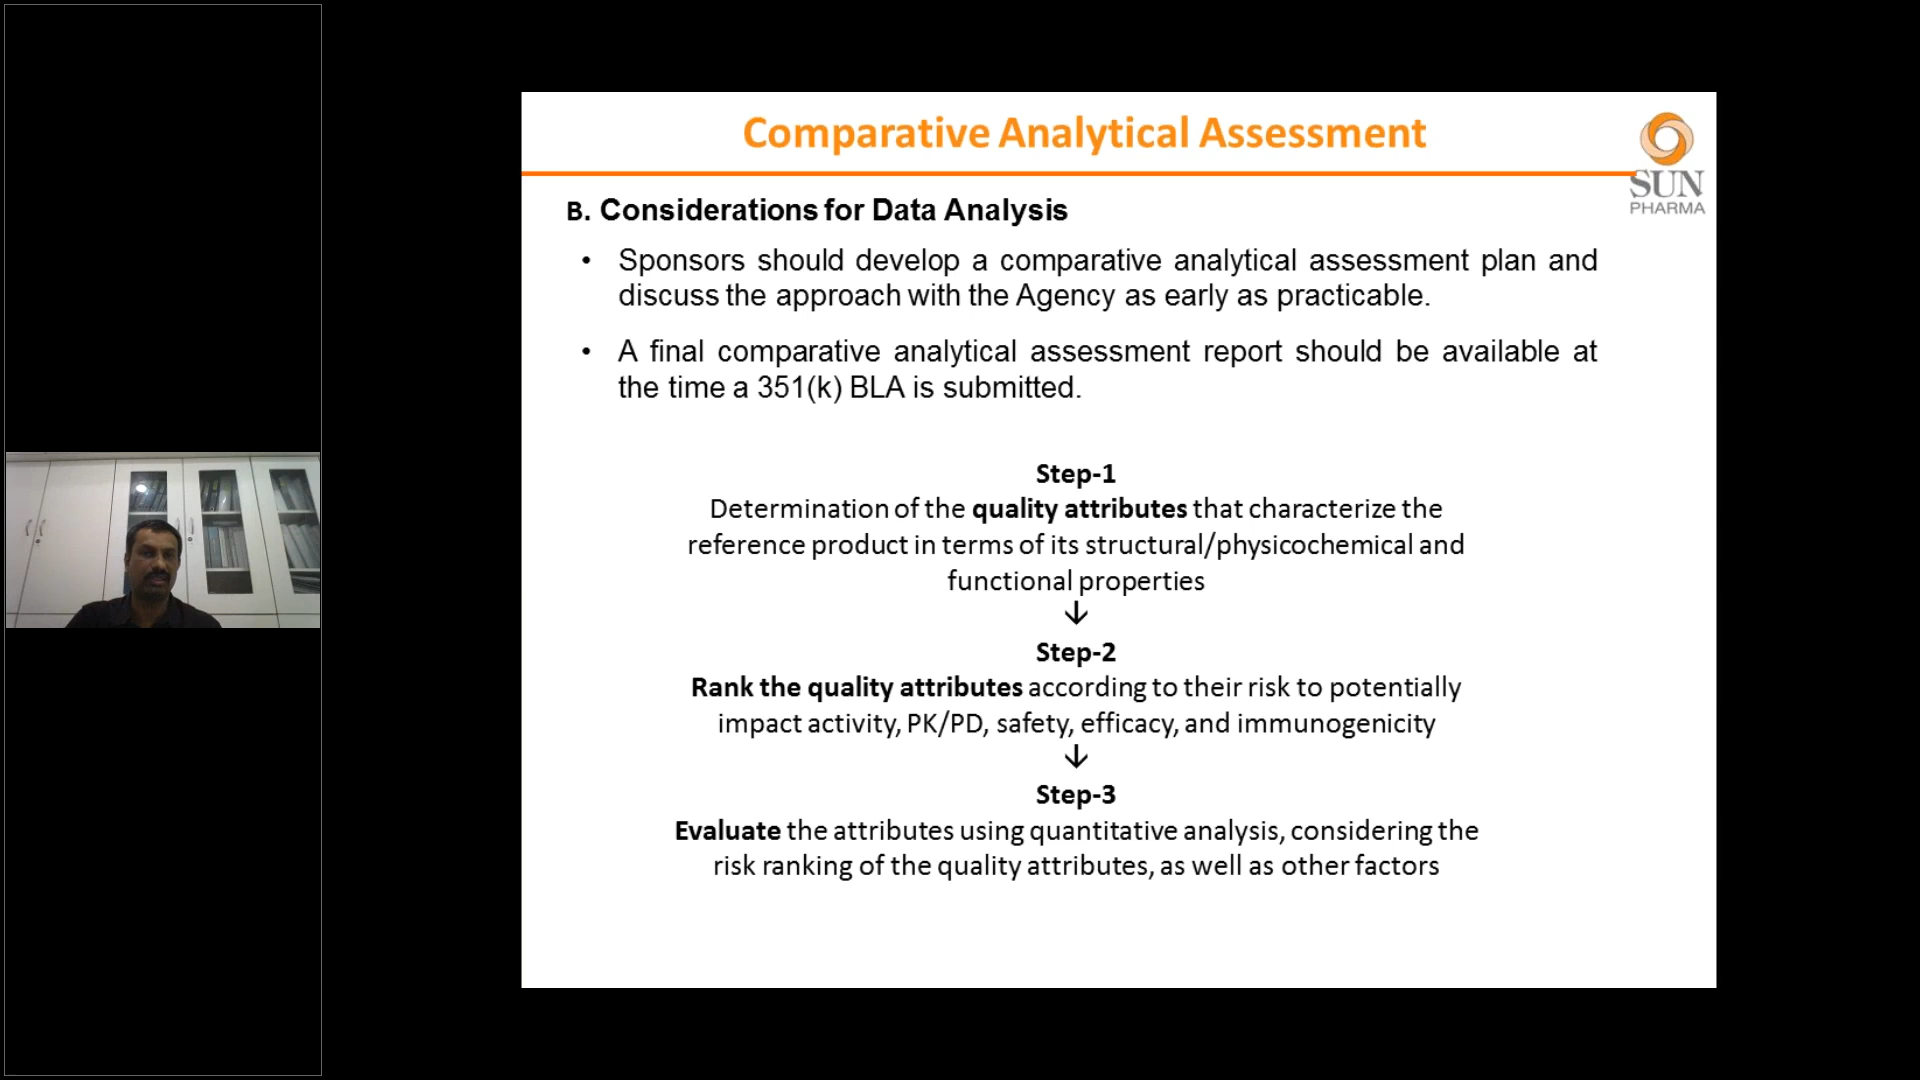 Comparative Analytical Assessment
SUN
PHARMA
B. Considerations for Data Analysis
• Sponsors should develop a comparative analytical assessment plan and
discuss the approach with the Agency as early as practicable.
• A final comparative analytical assessment report should be available at
the time a 351(k) BLA is submitted.
Step-1
Determination of the quality attributes that characterize the
reference product in terms of its structural/physicochemical and
functional properties
↓
Step-2
Rank the quality attributes according to their risk to potentially
impact activity, PK/PD, safety, efficacy, and immunogenicity
↓
Step-3
Evaluate the attributes using quantitative analysis, considering the
risk ranking of the quality attributes, as well as other factors